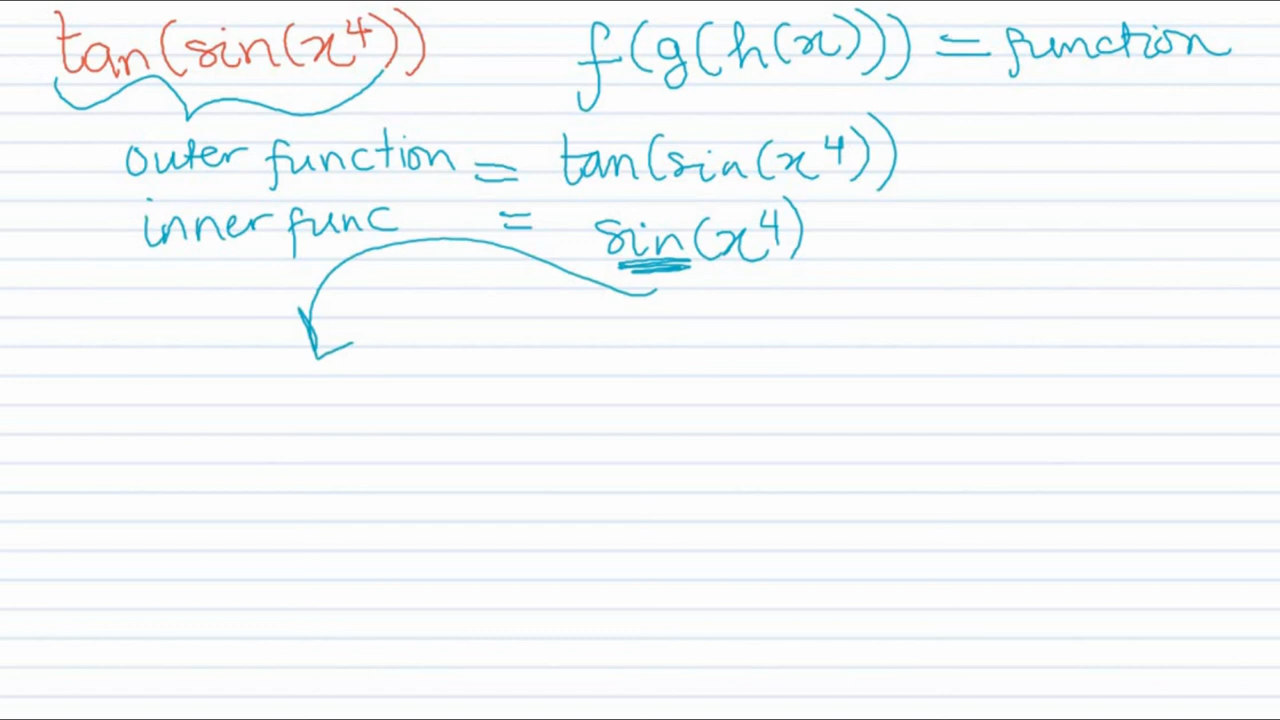 tan(sin(x⁴)) f(g(h(x))) = function
outer function = tan(sin(x⁴))
inner func = sin(x⁴)